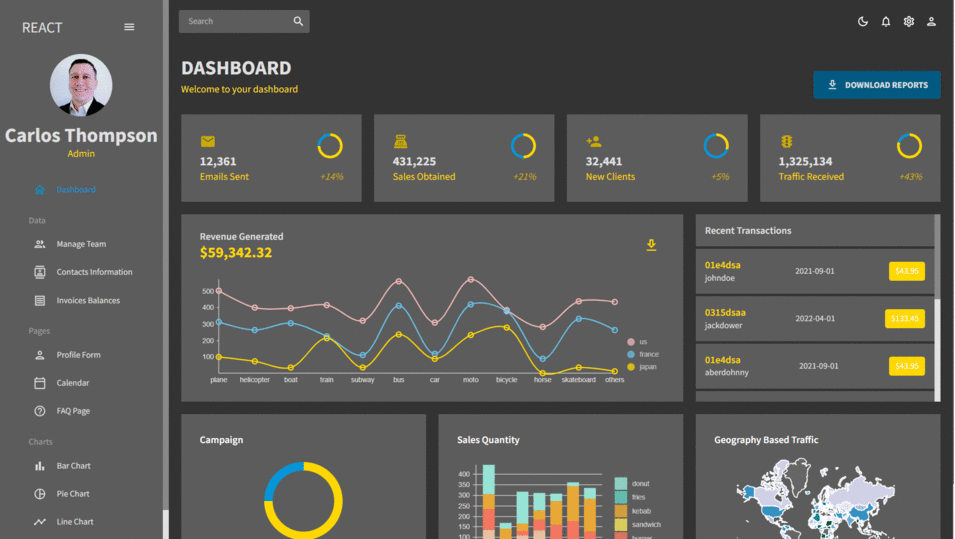 REACT
Carlos Thompson
Admin
Dashboard
Data
Manage Team
Contacts Information
Invoices Balances
Pages
Profile Form
Calendar
FAQ Page
Charts
Bar Chart
Pie Chart
Line Chart
Search
DASHBOARD
Welcome to your dashboard
DOWNLOAD REPORTS
12,361
Emails Sent
+14%
431,225
Sales Obtained
+21%
32,441
New Clients
+5%
1,325,134
Traffic Received
+43%
Revenue Generated
$59,342.32
500
400
300
200
100
plane helicopter boat train subway bus car moto bicycle horse skateboard others
us
france
japan
Recent Transactions
01e4dsa
johndoe
2021-09-01
$43.95
0315dsaa
jackdower
2022-04-01
$133.45
01e4dsa
aberdohnny
2021-09-01
$43.95
Campaign
Sales Quantity
400
350
300
250
200
150
100
donut
fries
kebab
sandwich
Geography Based Traffic